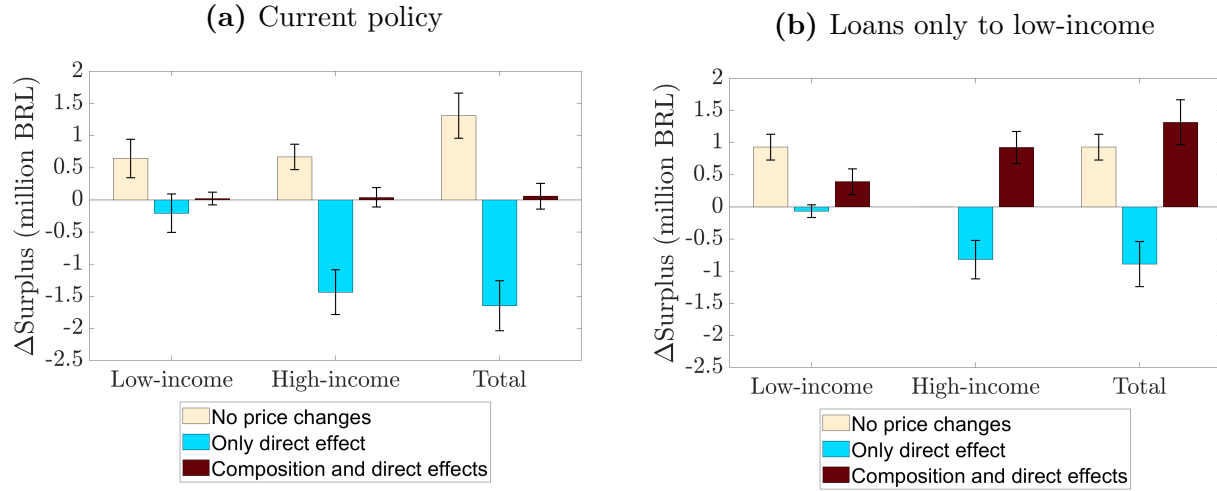 (a) Current policy
ΔSurplus (million BRL)
2
1.5
1
0.5
0
-0.5
-1
-1.5
-2
-2.5
Low-income High-income Total
No price changes
Only direct effect
Composition and direct effects
(b) Loans only to low-income
ΔSurplus (million BRL)
2
1.5
1
0.5
0
-0.5
-1
-1.5
-2
-2.5
Low-income High-income Total
No price changes
Only direct effect
Composition and direct effects